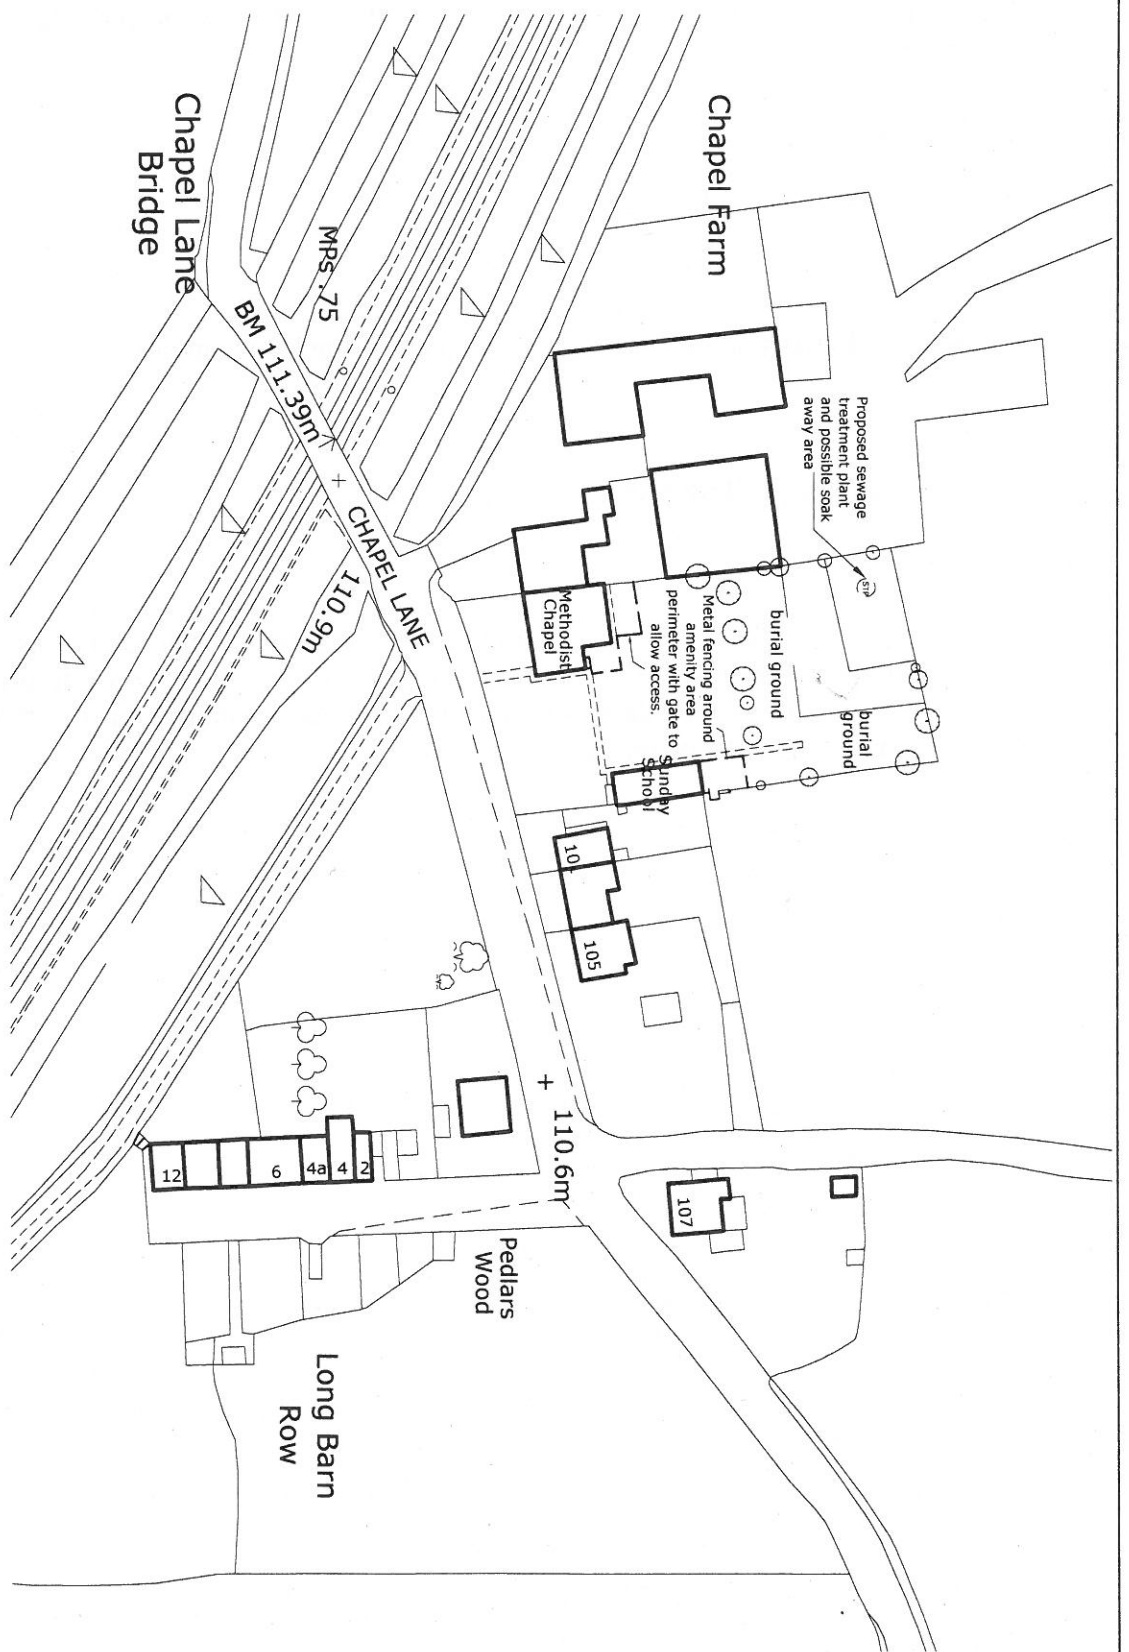 Chapel Farm
Proposed sewage
treatment plant
and possible soak
away area
STP
burial
ground
burial ground
Metal fencing around
amenity area
perimeter with gate to
allow access.
Methodist
Chapel
Sunday
School
Chapel Lane
Bridge
MPs .75
BM 111.39m
CHAPEL LANE
110.9m
105
110.6m
107
2
4
4a
6
12
Pedlars
Wood
Long Barn
Row